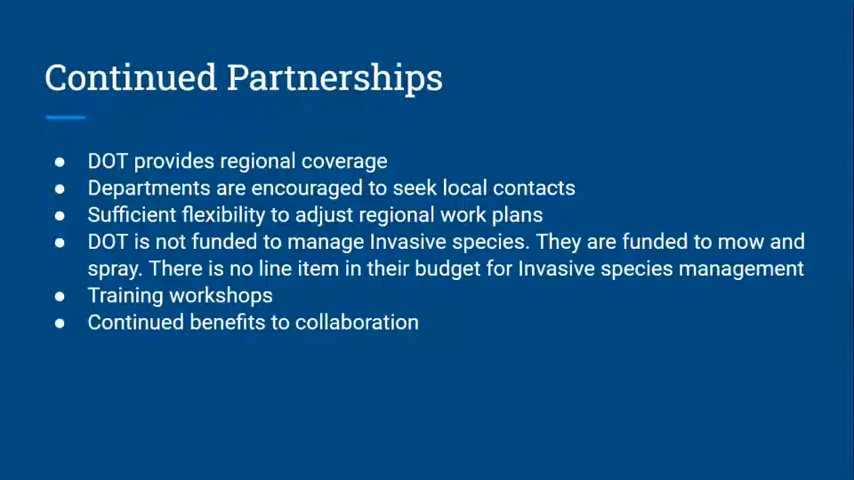 Continued Partnerships
● DOT provides regional coverage
● Departments are encouraged to seek local contacts
● Sufficient flexibility to adjust regional work plans
● DOT is not funded to manage Invasive species. They are funded to mow and
spray. There is no line item in their budget for Invasive species management
● Training workshops
● Continued benefits to collaboration